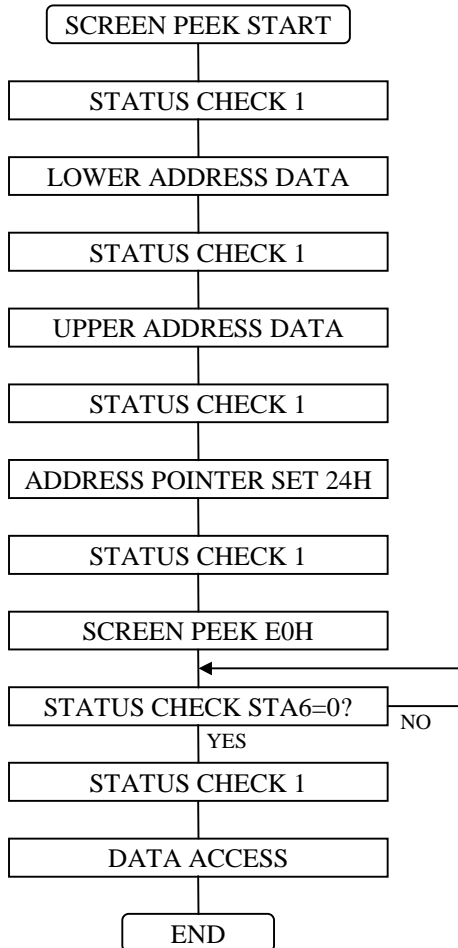 SCREEN PEEK START
STATUS CHECK 1
LOWER ADDRESS DATA
STATUS CHECK 1
UPPER ADDRESS DATA
STATUS CHECK 1
ADDRESS POINTER SET 24H
STATUS CHECK 1
SCREEN PEEK E0H
STATUS CHECK STA6=0?
NO
YES
STATUS CHECK 1
DATA ACCESS
END